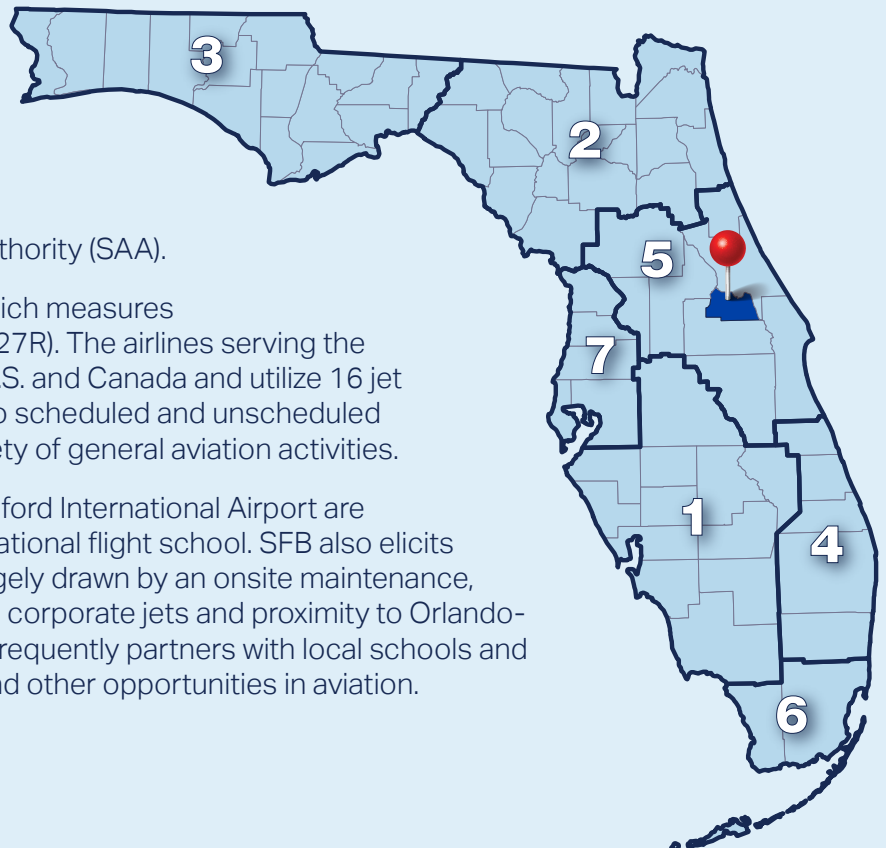 3
2
thority (SAA).
5
ich measures
27R). The airlines serving the
.S. and Canada and utilize 16 jet
7
o scheduled and unscheduled
ety of general aviation activities.
ford International Airport are
1
ational flight school. SFB also elicits
4
gely drawn by an onsite maintenance,
corporate jets and proximity to Orlando-
requently partners with local schools and
nd other opportunities in aviation.
6